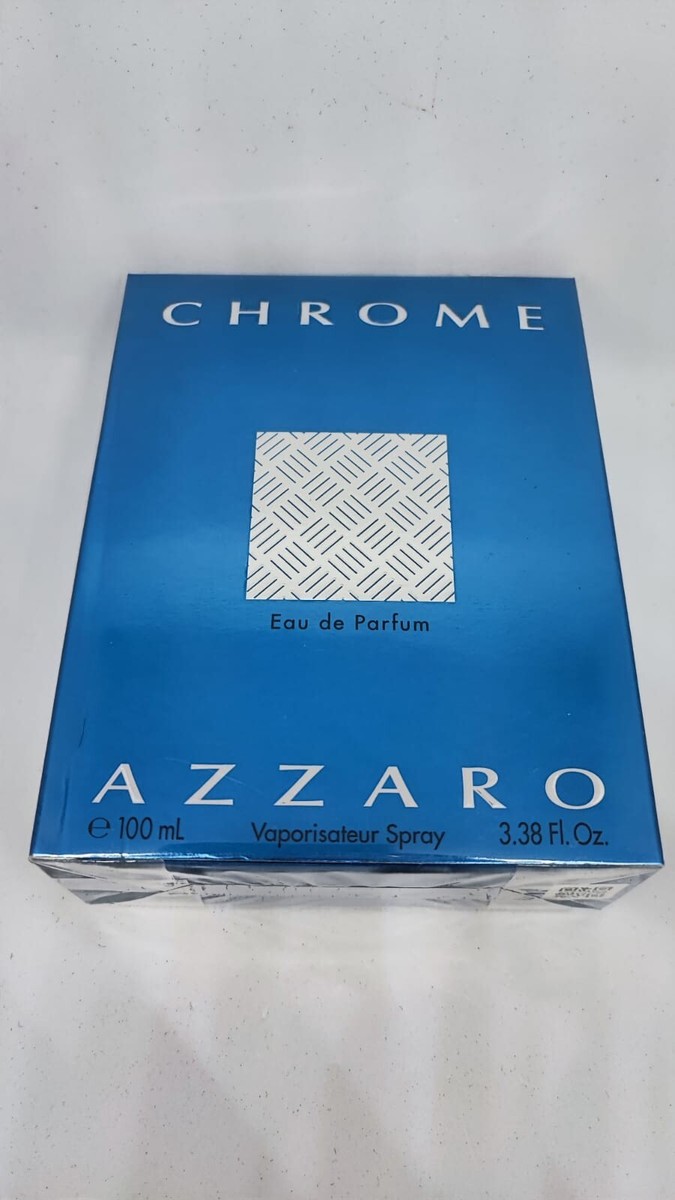 CHROME
Eau de Parfum
AZZARO
℮ 100 mL Vaporisateur Spray 3.38 Fl. Oz.